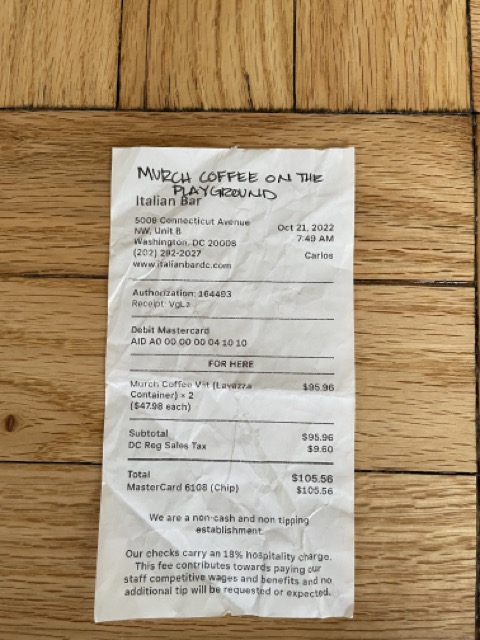 MURCH COFFEE ON THE
PLAYGROUND
Italian Bar
5008 Connecticut Avenue
NW, Unit B
Washington, DC 20008
(202) 292-2027
www.italianbardc.com
Oct 21, 2022
7:49 AM
Carlos
Authorization: 164493
Receipt:
Debit Mastercard
AID A0 00 00 00 04 10 10
FOR HERE
Murch Coffee (Lavazza $95.96
Container) × 2
($47.98 each)
Subtotal $95.96
DC Reg Sales Tax $9.60
Total $105.56
MasterCard 6108 (Chip) $105.56
We are a non-cash and non tipping
establishment.
Our checks carry an 18% hospitality charge.
This fee contributes towards paying our
staff competitive wages and benefits and no
additional tip will be requested or expected.